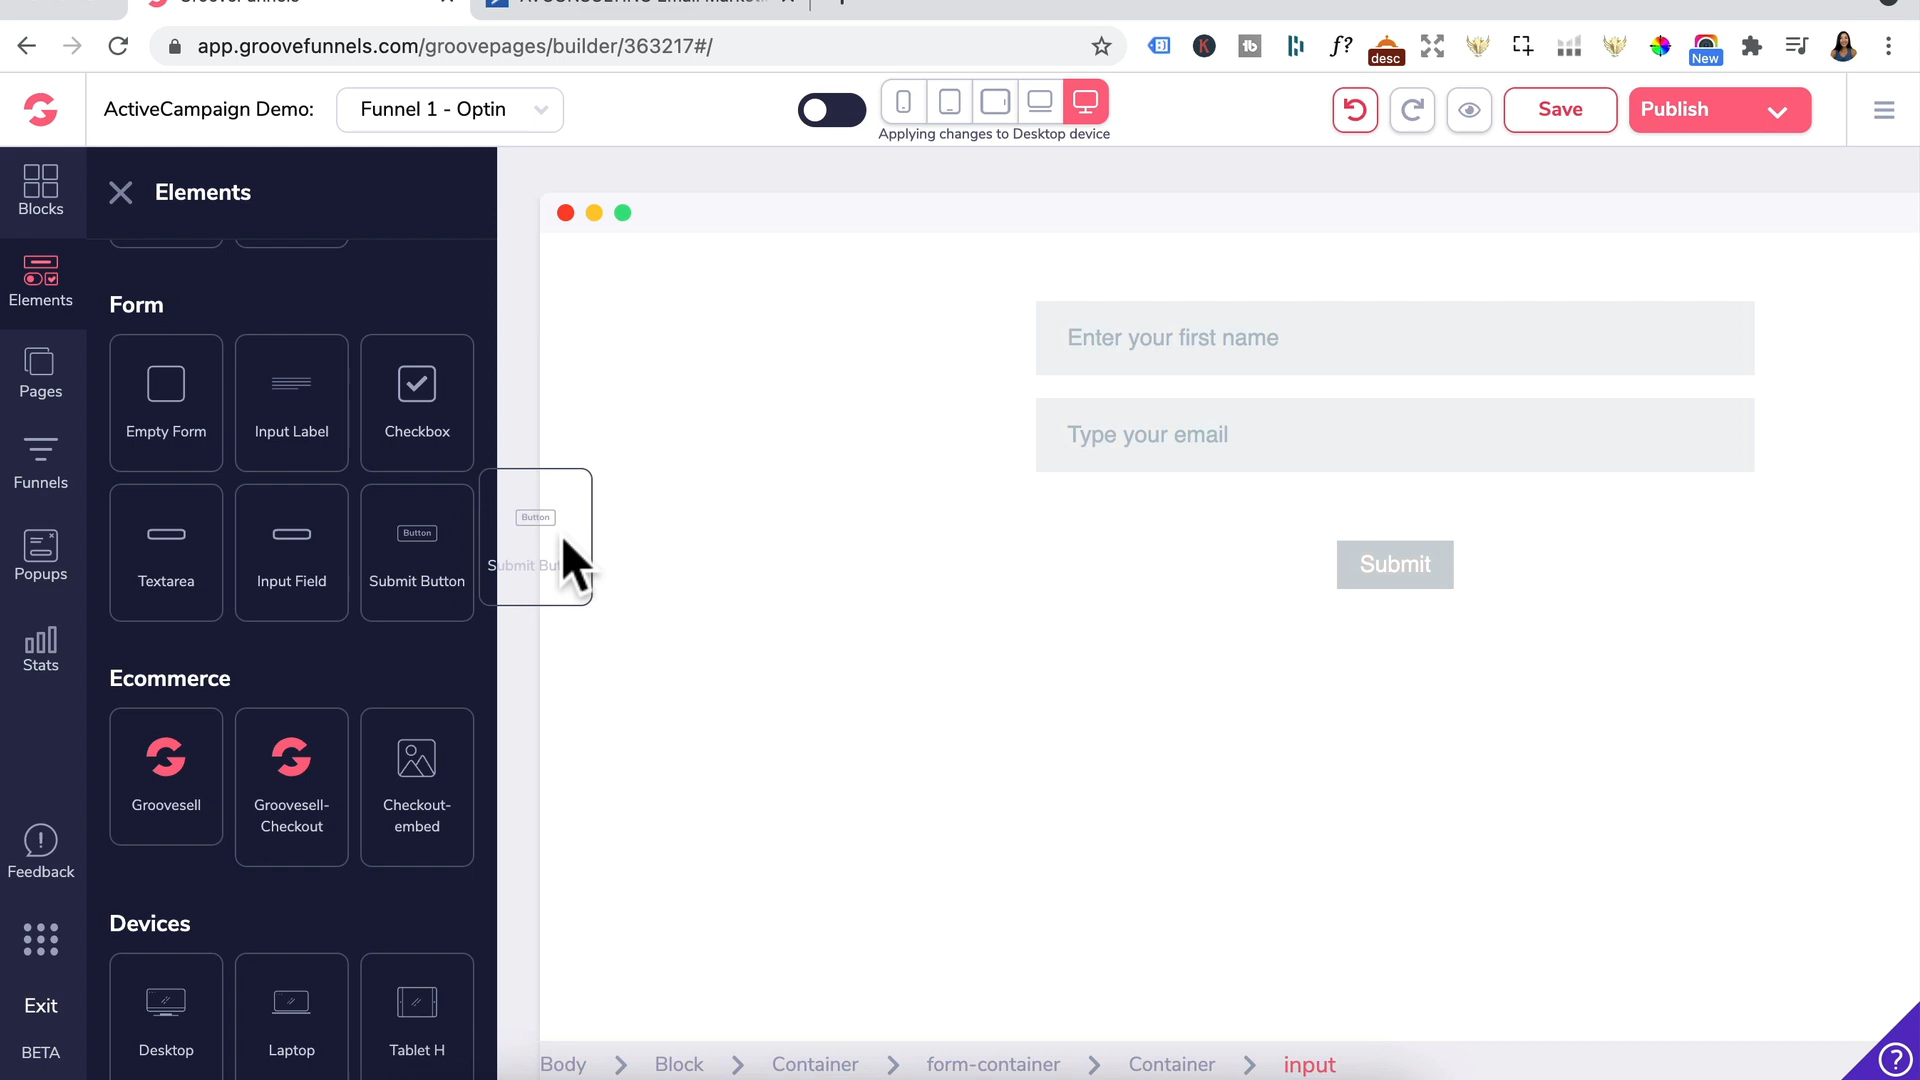 app.groovefunnels.com/groovepages/builder/363217#/
K
tb
f?
desc
New
ActiveCampaign Demo:
Funnel 1 - Optin
Applying changes to Desktop device
Save
Publish
Blocks
Elements
Pages
Funnels
Popups
Stats
Feedback
Exit
BETA
Elements
Form
Empty Form
Input Label
Checkbox
Textarea
Input Field
Button
Submit Button
Button
Submit
Ecommerce
Groovesell
Groovesell-
Checkout
Checkout-
embed
Devices
Desktop
Laptop
Tablet H
Enter your first name
Type your email
Submit
Body
Block
Container
form-container
Container
input
?